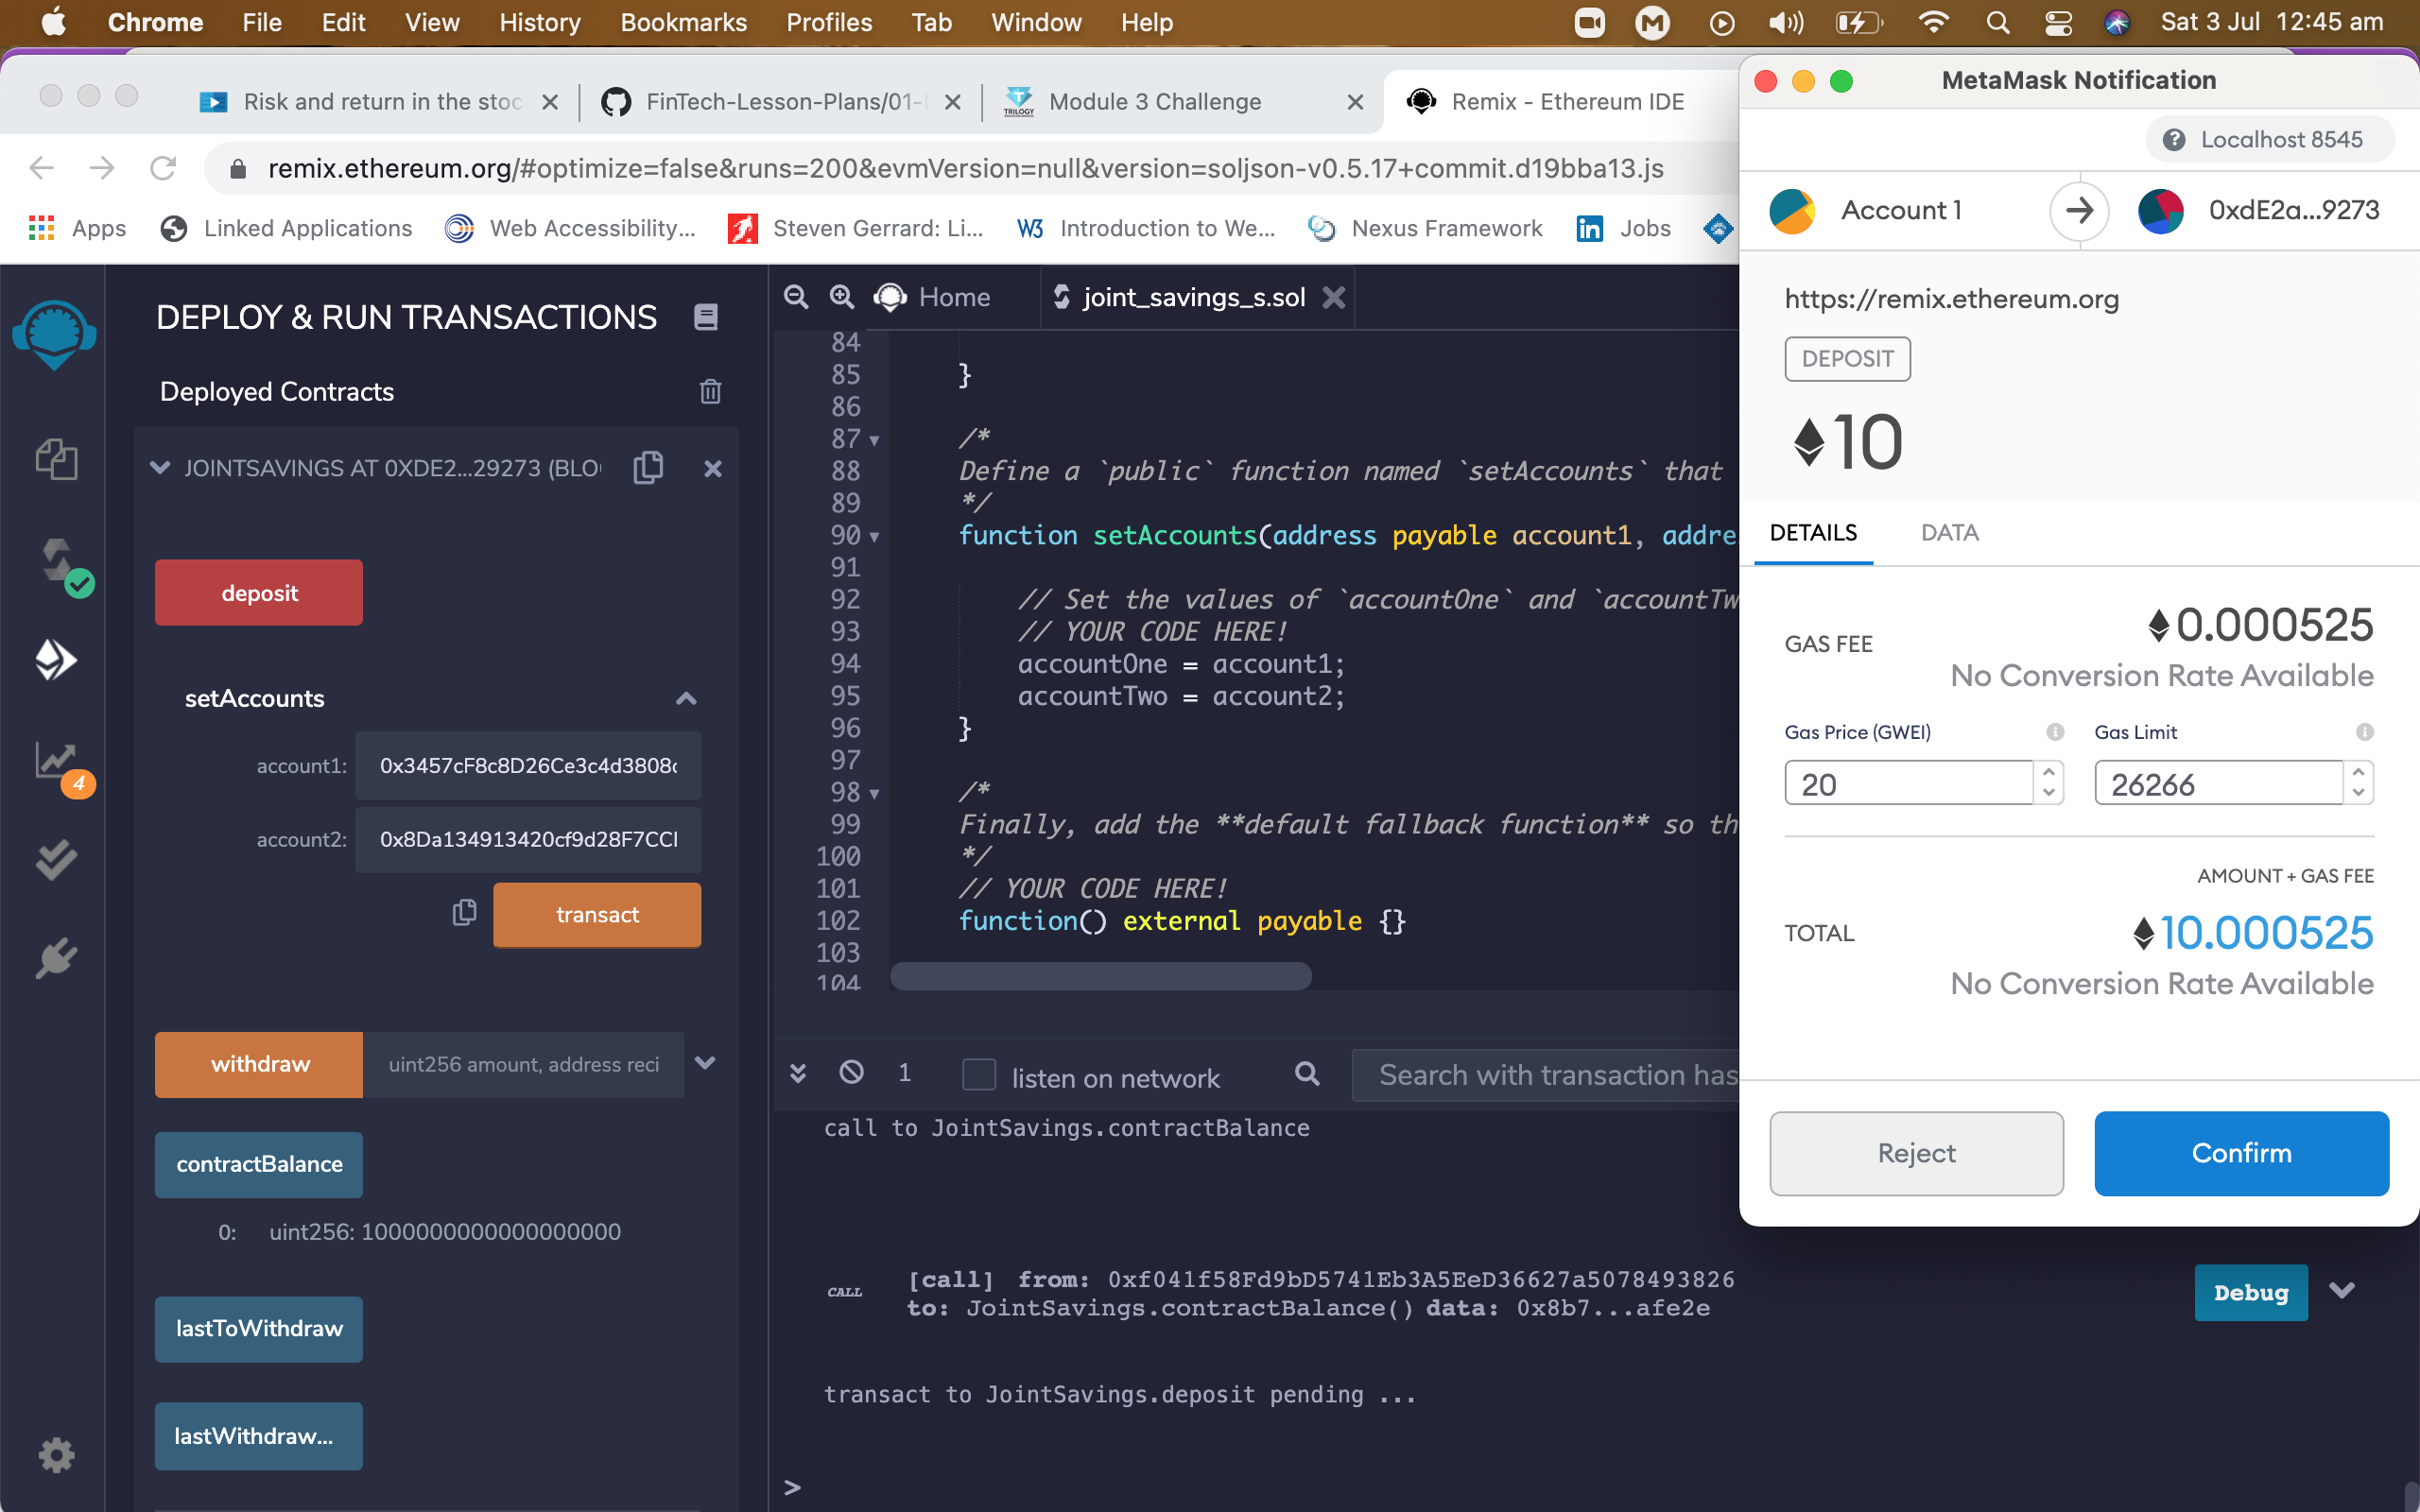 Chrome File Edit View History Bookmarks Profiles Tab Window Help Sat 3 Jul 12:45 am
Risk and return in the stoc
FinTech-Lesson-Plans/01-
Module 3 Challenge
Remix - Ethereum IDE
remix.ethereum.org/#optimize=false&runs=200&evmVersion=null&version=soljson-v0.5.17+commit.d19bba13.js
Apps Linked Applications Web Accessibility... Steven Gerrard: Li... Introduction to We... Nexus Framework Jobs
DEPLOY & RUN TRANSACTIONS
Deployed Contracts
JOINTSAVINGS AT 0XDE2...29273 (BLO
deposit
setAccounts
account1: 0x3457cF8c8D26Ce3c4d3808
account2: 0x8Da134913420cf9d28F7CC
transact
withdraw uint256 amount, address reci
contractBalance
0: uint256: 1000000000000000000
lastToWithdraw
lastWithdraw...
4
Home
joint_savings_s.sol
84
85 }
86
87 /*
88 Define a `public` function named `setAccounts` that
89 */
90 function setAccounts(address payable account1, addre
91
92 // Set the values of `accountOne` and `accountTw
93 // YOUR CODE HERE!
94 accountOne = account1;
95 accountTwo = account2;
96 }
97
98 /*
99 Finally, add the **default fallback function** so th
100 */
101 // YOUR CODE HERE!
102 function() external payable {}
103
104
1 listen on network Search with transaction has
call to JointSavings.contractBalance
CALL [call] from: 0xf041f58Fd9bD5741Eb3A5EeD36627a5078493826
to: JointSavings.contractBalance() data: 0x8b7...afe2e
Debug
transact to JointSavings.deposit pending ...
>
MetaMask Notification
Localhost 8545
Account 1 0xdE2a...9273
https://remix.ethereum.org
DEPOSIT
10
DETAILS DATA
GAS FEE 0.000525
No Conversion Rate Available
Gas Price (GWEI) Gas Limit
20 26266
AMOUNT + GAS FEE
TOTAL 10.000525
No Conversion Rate Available
Reject Confirm